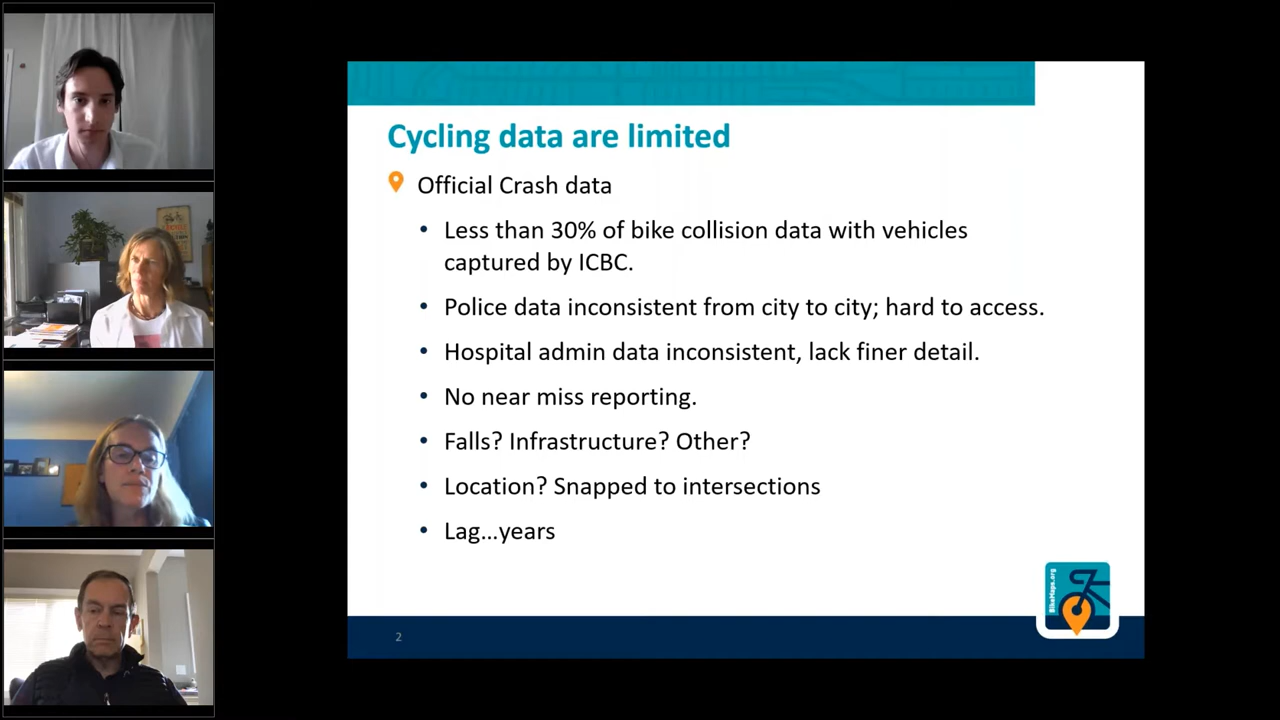 Cycling data are limited
Official Crash data
• Less than 30% of bike collision data with vehicles
captured by ICBC.
• Police data inconsistent from city to city; hard to access.
• Hospital admin data inconsistent, lack finer detail.
• No near miss reporting.
• Falls? Infrastructure? Other?
• Location? Snapped to intersections
• Lag...years
BikeMaps.org
2